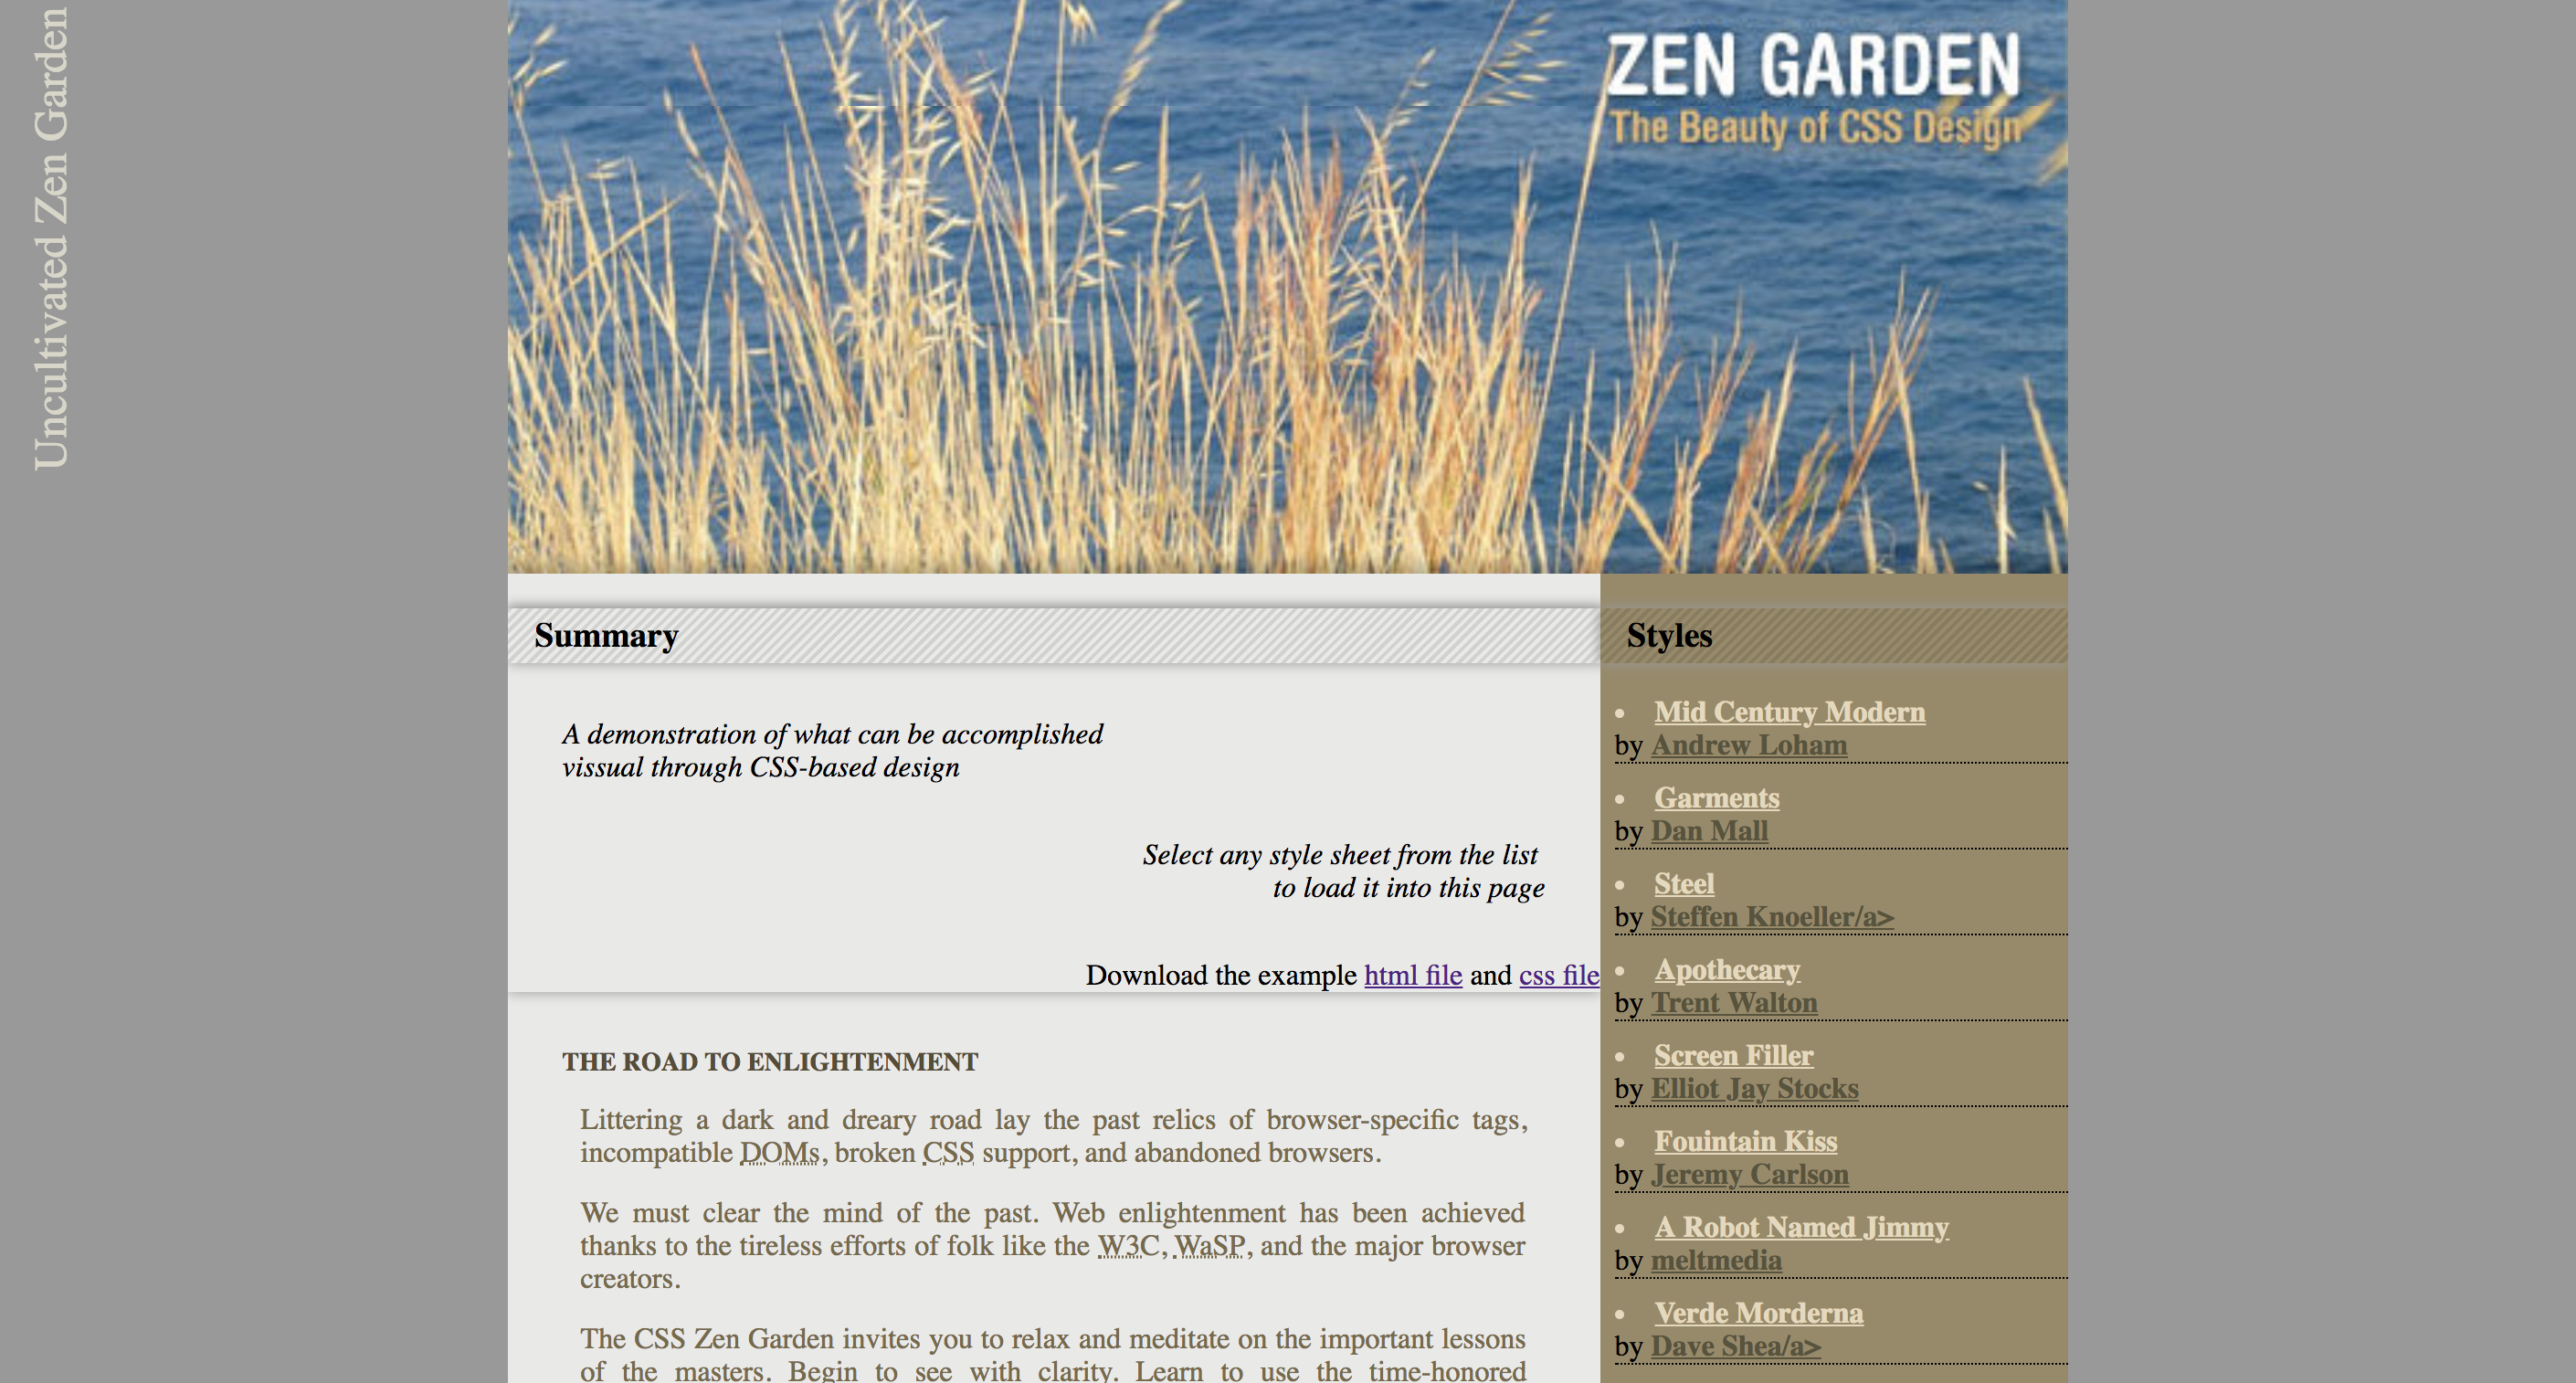 Uncultivated Zen Garden
ZEN GARDEN
The Beauty of CSS Design
Summary
A demonstration of what can be accomplished
vissual through CSS-based design
Select any style sheet from the list
to load it into this page
Download the example html file and css file
THE ROAD TO ENLIGHTENMENT
Littering a dark and dreary road lay the past relics of browser-specific tags,
incompatible DOMs, broken CSS support, and abandoned browsers.
We must clear the mind of the past. Web enlightenment has been achieved
thanks to the tireless efforts of folk like the W3C, WaSP, and the major browser
creators.
The CSS Zen Garden invites you to relax and meditate on the important lessons
of the masters. Begin to see with clarity. Learn to use the time-honored
Styles
• Mid Century Modern
by Andrew Loham
• Garments
by Dan Mall
• Steel
by Steffen Knoeller/a>
• Apothecary
by Trent Walton
• Screen Filler
by Elliot Jay Stocks
• Fouintain Kiss
by Jeremy Carlson
• A Robot Named Jimmy
by meltmedia
• Verde Morderna
by Dave Shea/a>